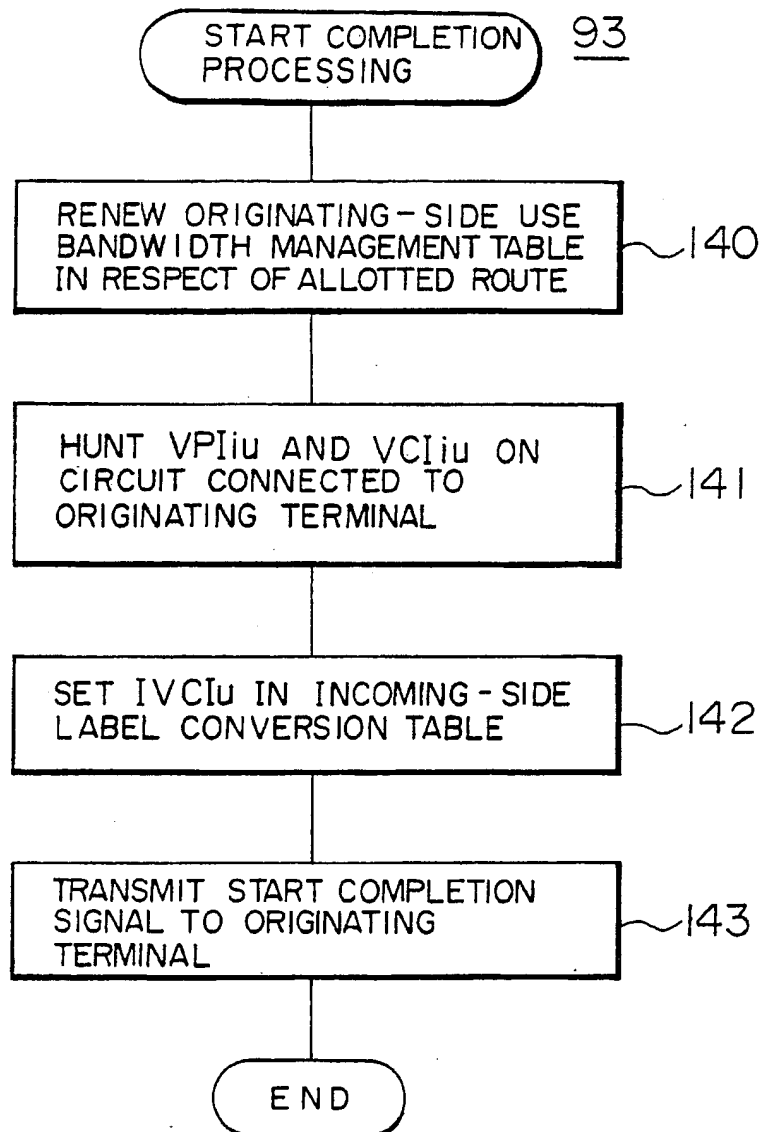 START COMPLETION
PROCESSING
93
RENEW ORIGINATING-SIDE USE
BANDWIDTH MANAGEMENT TABLE
IN RESPECT OF ALLOTTED ROUTE
140
HUNT VPIiu AND VCIiu ON
CIRCUIT CONNECTED TO
ORIGINATING TERMINAL
141
SET IVCIu IN INCOMING-SIDE
LABEL CONVERSION TABLE
142
TRANSMIT START COMPLETION
SIGNAL TO ORIGINATING
TERMINAL
143
END